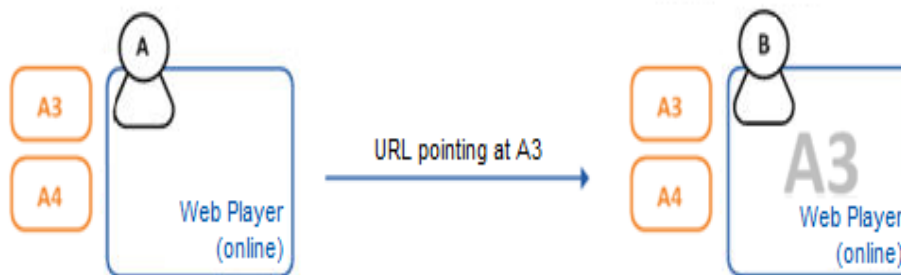 A
A3
A4
Web Player
(online)
URL pointing at A3
B
A3
A4
A3
Web Player
(online)